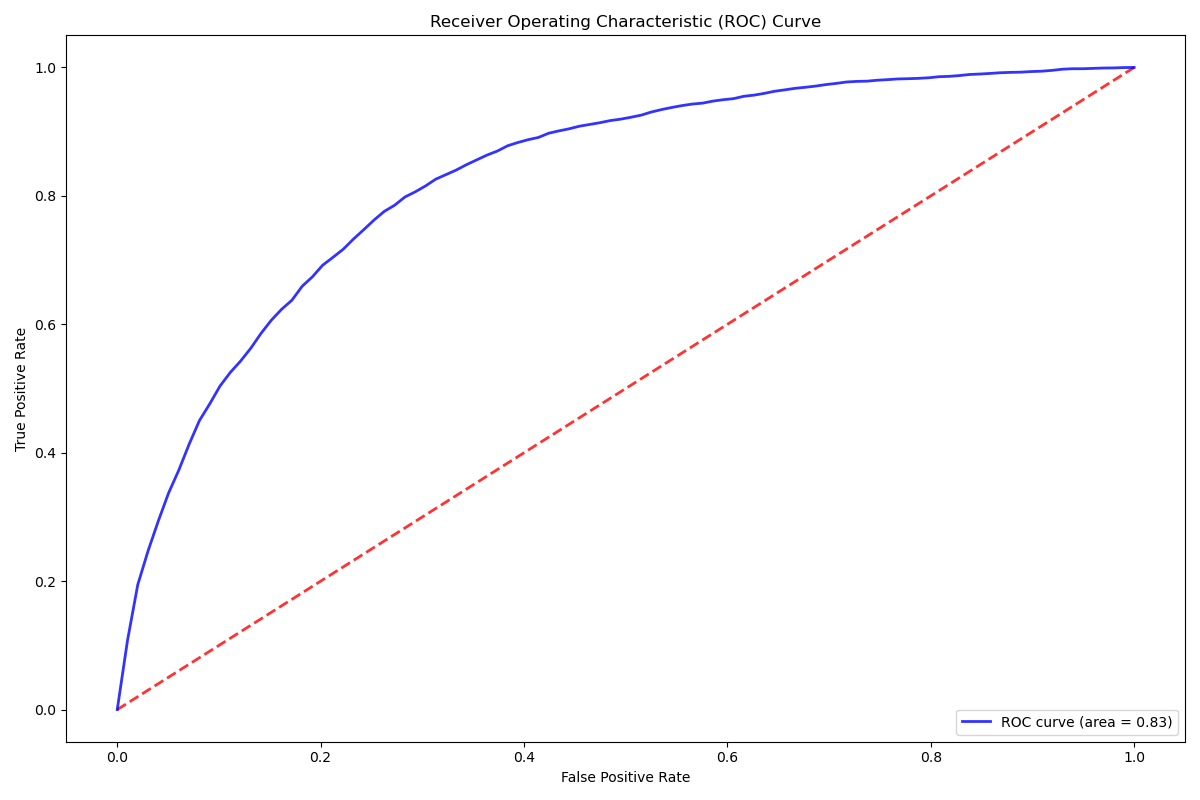 Receiver Operating Characteristic (ROC) Curve
True Positive Rate
1.0
0.8
0.6
0.4
0.2
0.0
ROC curve (area = 0.83)
0.0 0.2 0.4 0.6 0.8 1.0
False Positive Rate